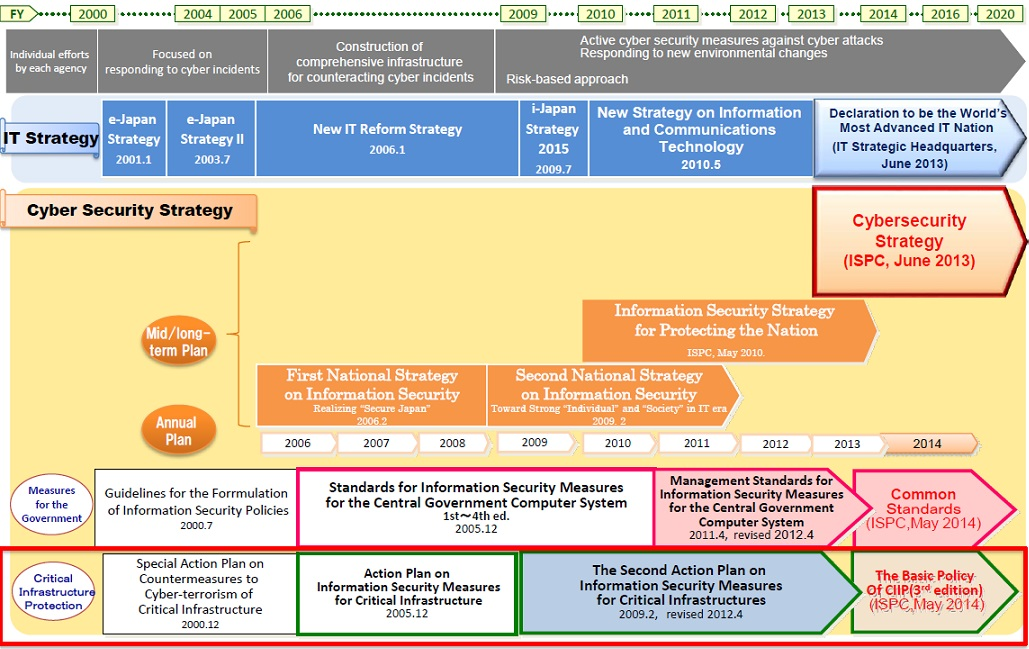 FY
2000
2004
2005
2006
2009
2010
2011
2012
2013
2014
2016
2020
Individual efforts
by each agency
Focused on
responding to cyber incidents
Construction of
comprehensive infrastructure
for counteracting cyber incidents
Active cyber security measures against cyber attacks
Responding to new environmental changes
Risk-based approach
IT Strategy
e-Japan
Strategy
2001.1
e-Japan
Strategy II
2003.7
New IT Reform Strategy
2006.1
i-Japan
Strategy
2015
2009.7
New Strategy on Information
and Communications
Technology
2010.5
Declaration to be the World's
Most Advanced IT Nation
(IT Strategic Headquarters,
June 2013)
Cyber Security Strategy
Cybersecurity
Strategy
(ISPC, June 2013)
Mid/long-
term Plan
Information Security Strategy
for Protecting the Nation
ISPC, May 2010.
First National Strategy
on Information Security
Realizing "Secure Japan"
2006.2
Second National Strategy
on Information Security
Toward Strong "Individual" and "Society" in IT era
2009. 2
Annual
Plan
2006
2007
2008
2009
2010
2011
2012
2013
2014
Measures
for the
Government
Guidelines for the Forrmulation
of Information Security Policies
2000.7
Standards for Information Security Measures
for the Central Government Computer System
1st～4th ed.
2005.12
Management Standards for
Information Security Measures
for the Central Government
Computer System
2011.4, revised 2012.4
Common
Standards
(ISPC,May 2014)
Critical
Infrastructure
Protection
Special Action Plan on
Countermeasures to
Cyber-terrorism of
Critical Infrastructure
2000.12
Action Plan on
Information Security Measures
for Critical Infrastructure
2005.12
The Second Action Plan on
Information Security Measures
for Critical Infrastructures
2009.2, revised 2012.4
The Basic Policy
Of CIIP(3rd edition)
(ISPC,May 2014)